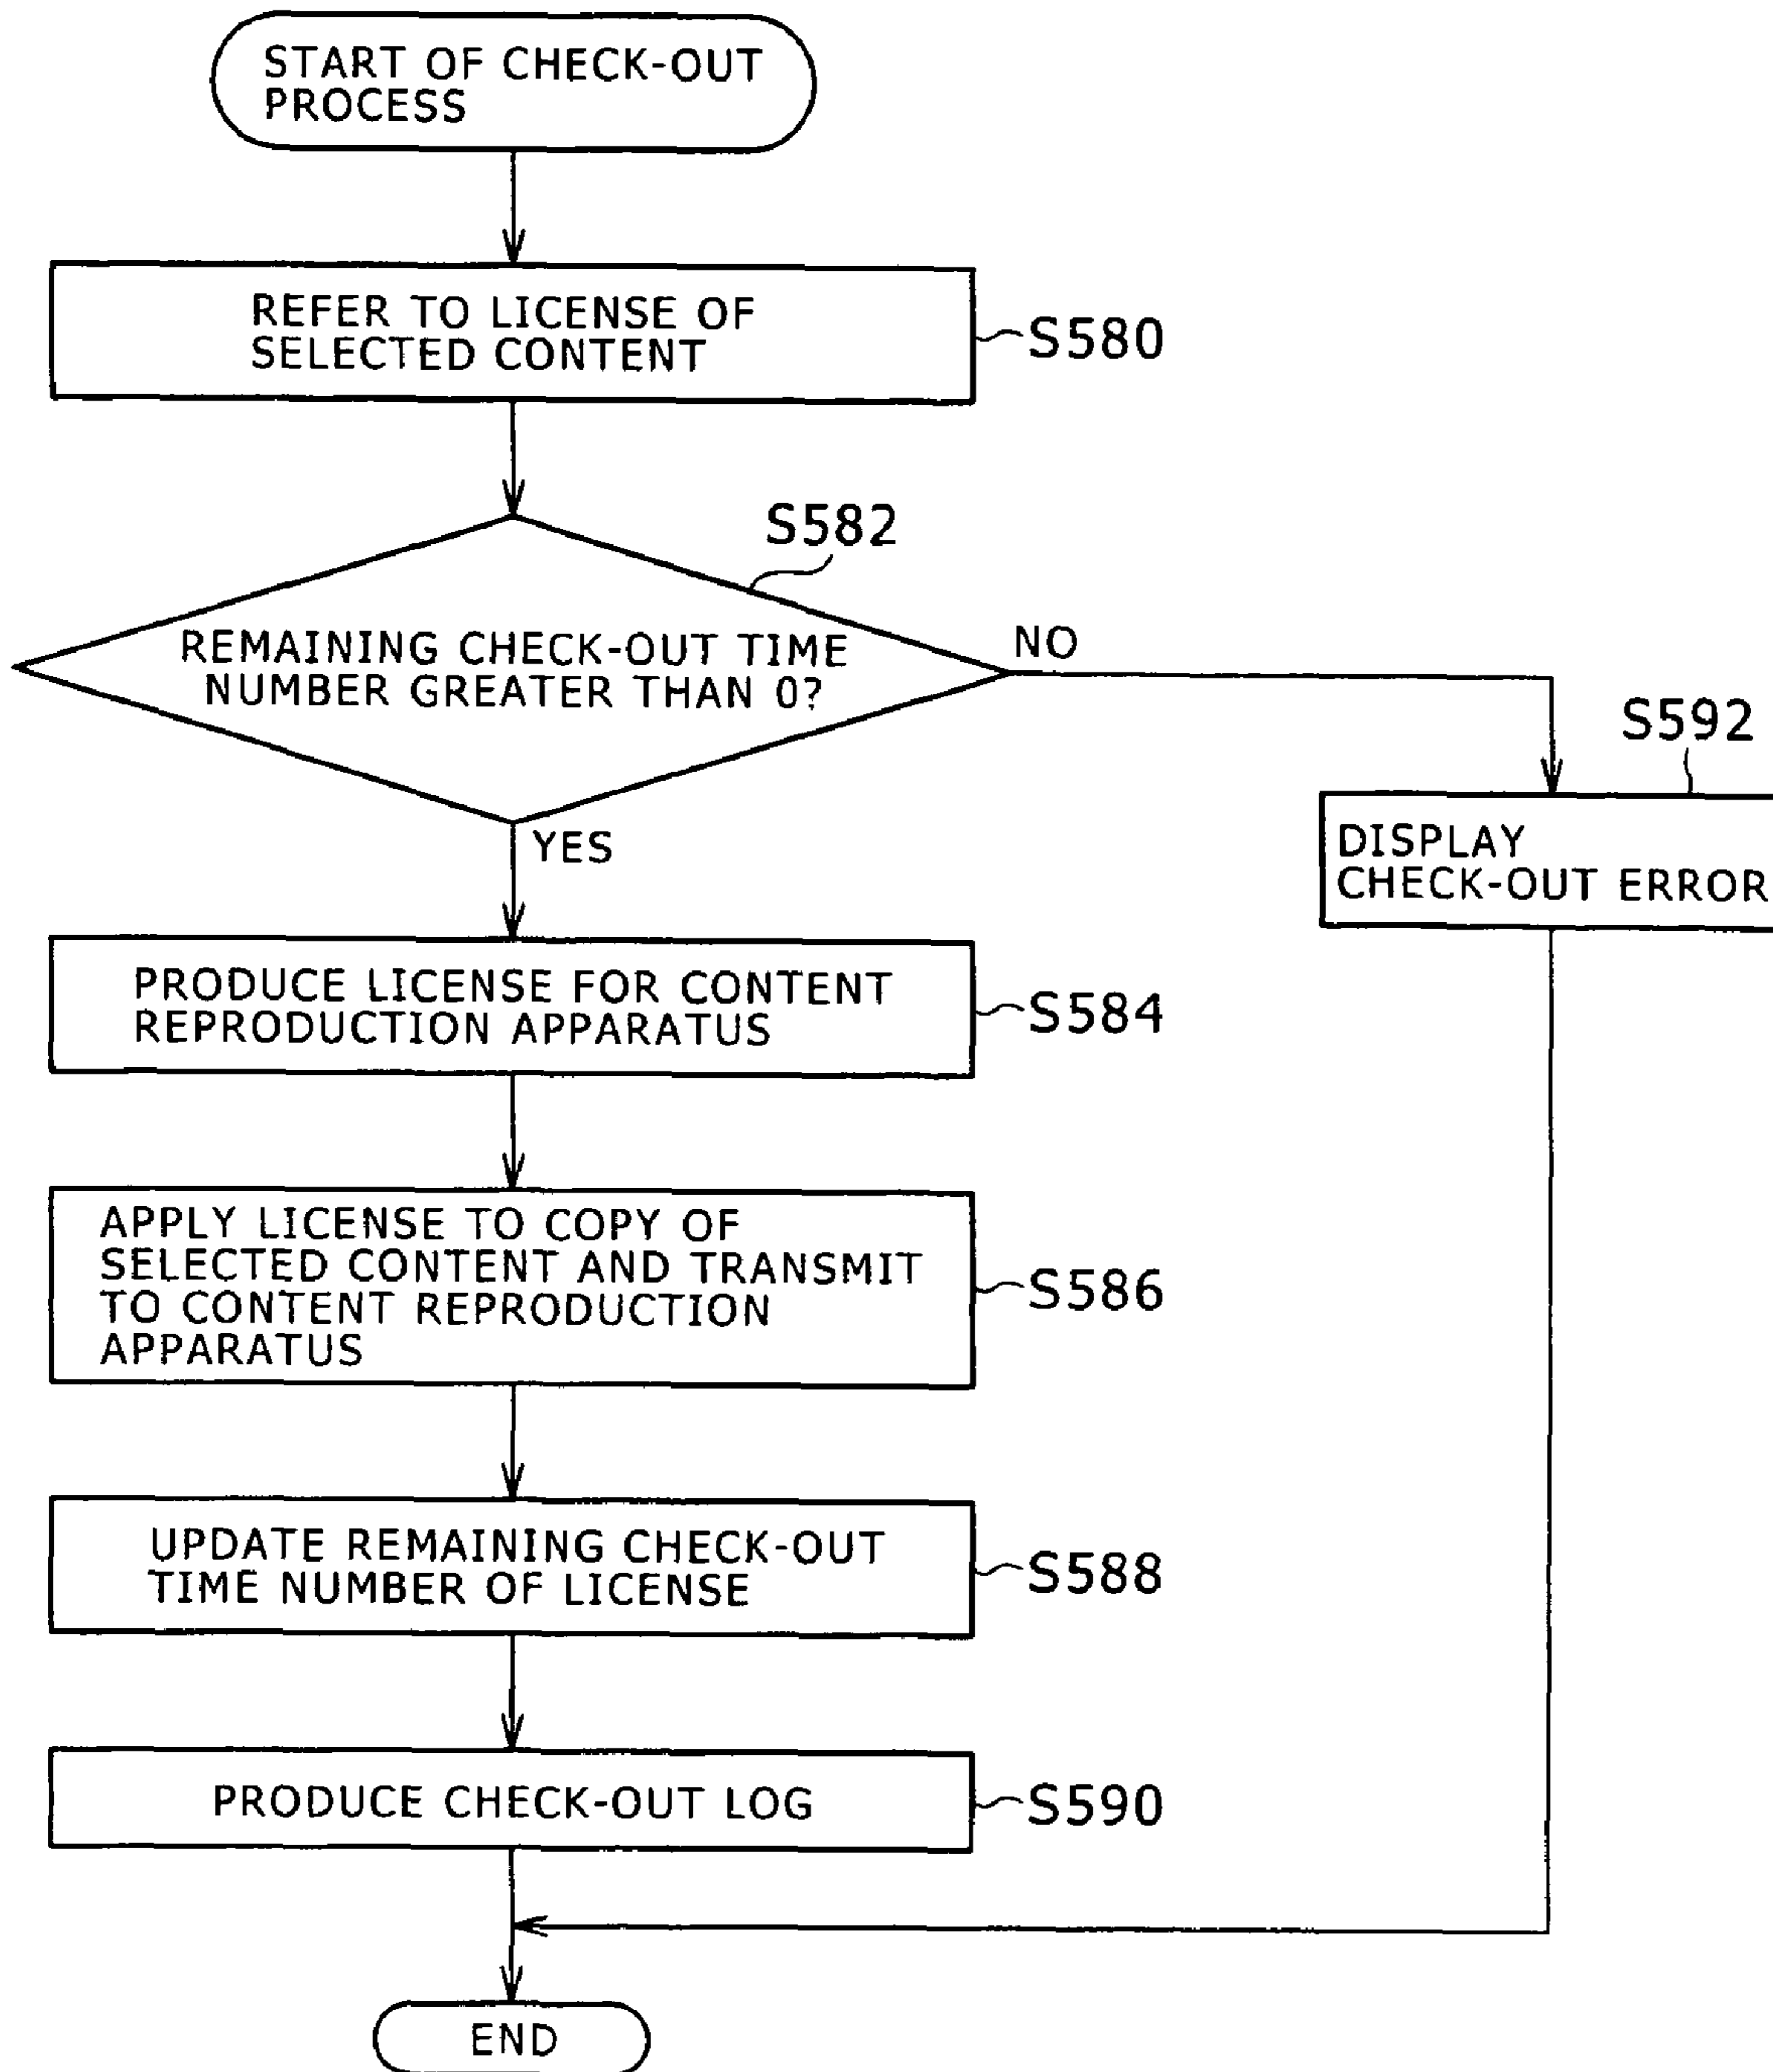 START OF CHECK-OUT
PROCESS
REFER TO LICENSE OF
SELECTED CONTENT
S580
S582
REMAINING CHECK-OUT TIME
NUMBER GREATER THAN 0?
NO
YES
S592
DISPLAY
CHECK-OUT ERROR
PRODUCE LICENSE FOR CONTENT
REPRODUCTION APPARATUS
S584
APPLY LICENSE TO COPY OF
SELECTED CONTENT AND TRANSMIT
TO CONTENT REPRODUCTION
APPARATUS
S586
UPDATE REMAINING CHECK-OUT
TIME NUMBER OF LICENSE
S588
PRODUCE CHECK-OUT LOG
S590
END